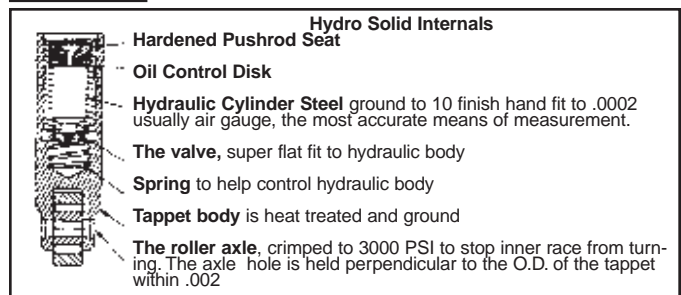 Hydro Solid Internals
Hardened Pushrod Seat
Oil Control Disk
Hydraulic Cylinder Steel ground to 10 finish hand fit to .0002
usually air gauge, the most accurate means of measurement.
The valve, super flat fit to hydraulic body
Spring to help control hydraulic body
Tappet body is heat treated and ground
The roller axle, crimped to 3000 PSI to stop inner race from turn-
ing. The axle hole is held perpendicular to the O.D. of the tappet
within .002